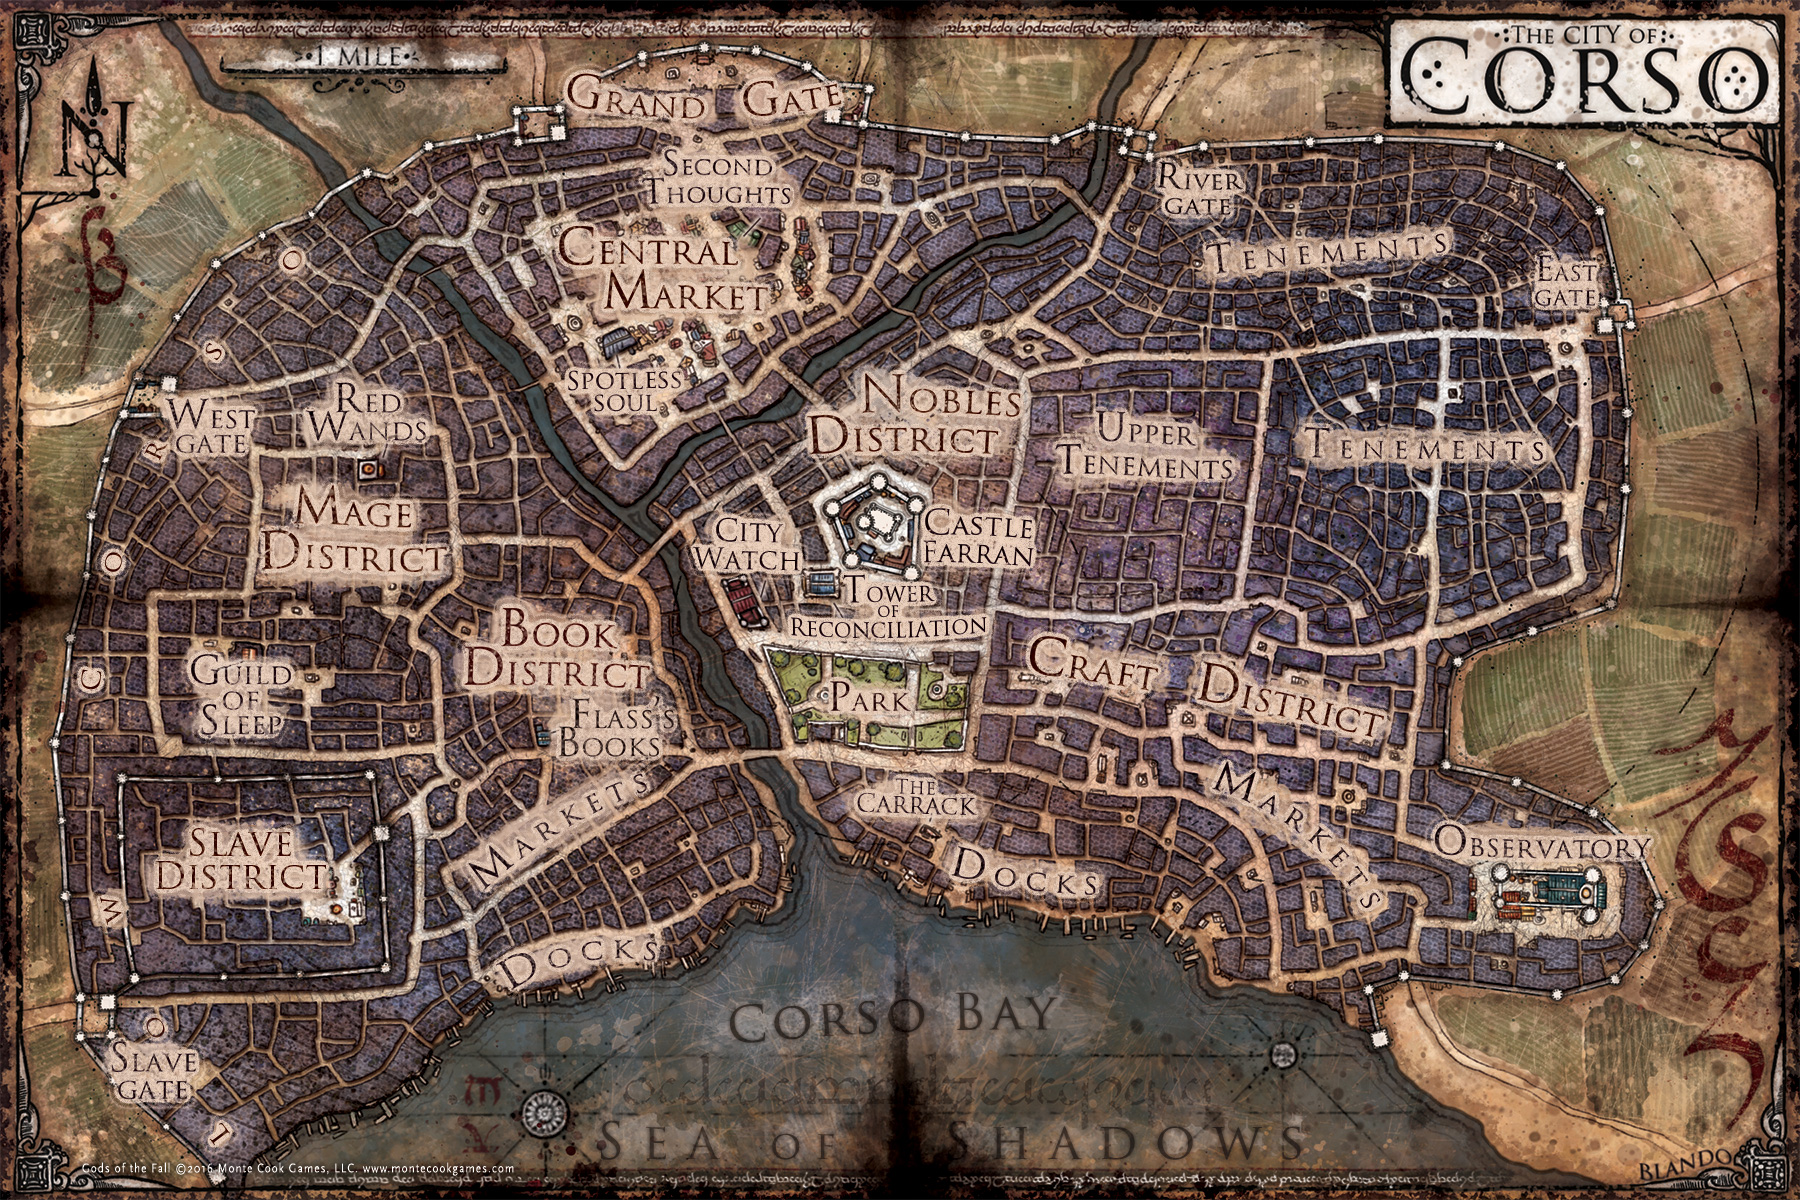 THE CITY OF
CORSO
1 MILE
N
GRAND GATE
SECOND
THOUGHTS
RIVER
GATE
CENTRAL
MARKET
TENEMENTS
EAST
GATE
SPOTLESS
SOUL
WEST
GATE
RED
WANDS
NOBLES
DISTRICT
UPPER
TENEMENTS
TENEMENTS
MAGE
DISTRICT
CITY
WATCH
CASTLE
FARRAN
TOWER
OF
RECONCILIATION
BOOK
DISTRICT
CRAFT DISTRICT
GUILD
OF
SLEEP
FLASS'S
BOOKS
PARK
MARKETS
THE
CARRACK
MARKETS
SLAVE
DISTRICT
OBSERVATORY
DOCKS
DOCKS
IWOCORSO
SLAVE
GATE
CORSO BAY
SEA OF SHADOWS
Gods of the Fall ©2016 Monte Cook Games, LLC. www.montecookgames.com
BLANDO